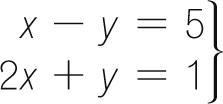 x − y = 5
2x + y = 1}